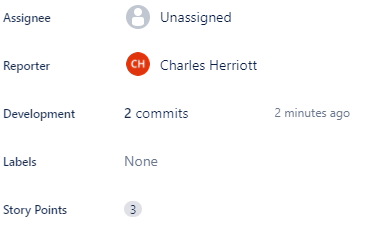 Assignee Unassigned
Reporter CH Charles Herriott
Development 2 commits 2 minutes ago
Labels None
Story Points 3